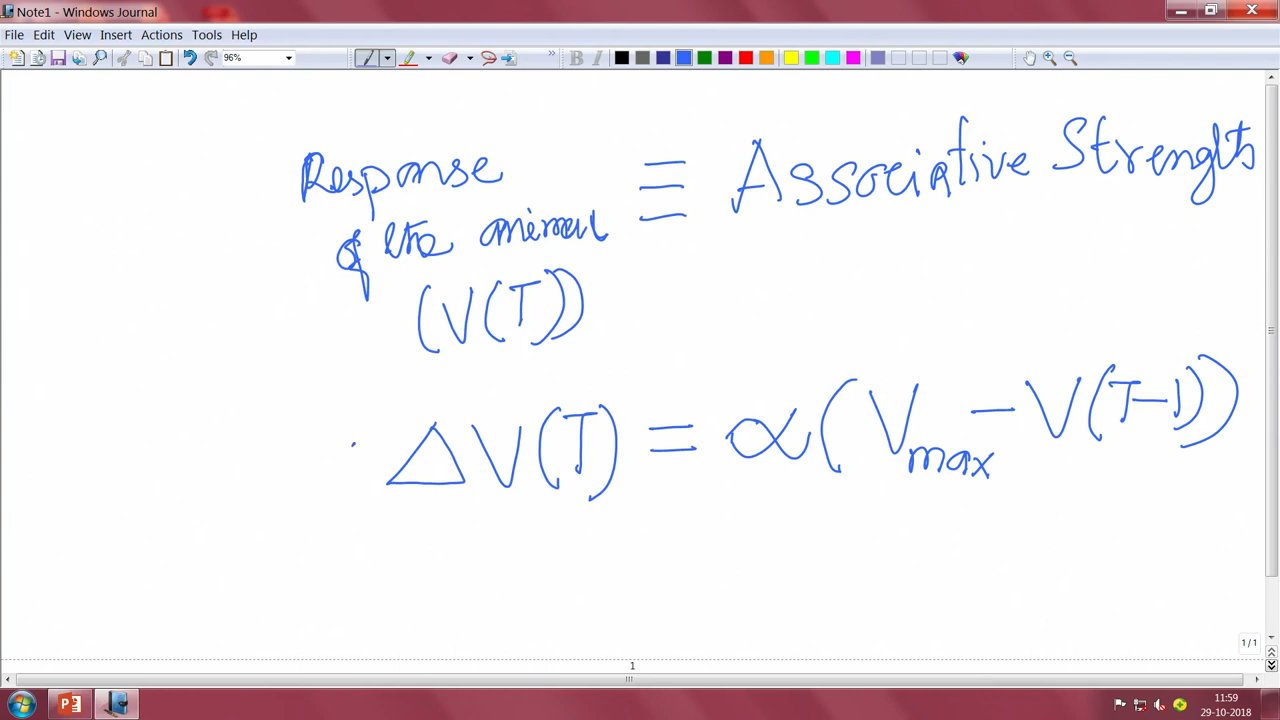 Note1 - Windows Journal
File Edit View Insert Actions Tools Help
96%
B I
Response ≡ Associative Strength
of the animal
(V(T))
ΔV(T) = α(Vmax - V(T-1))
1/1
1
11:59
29-10-2018